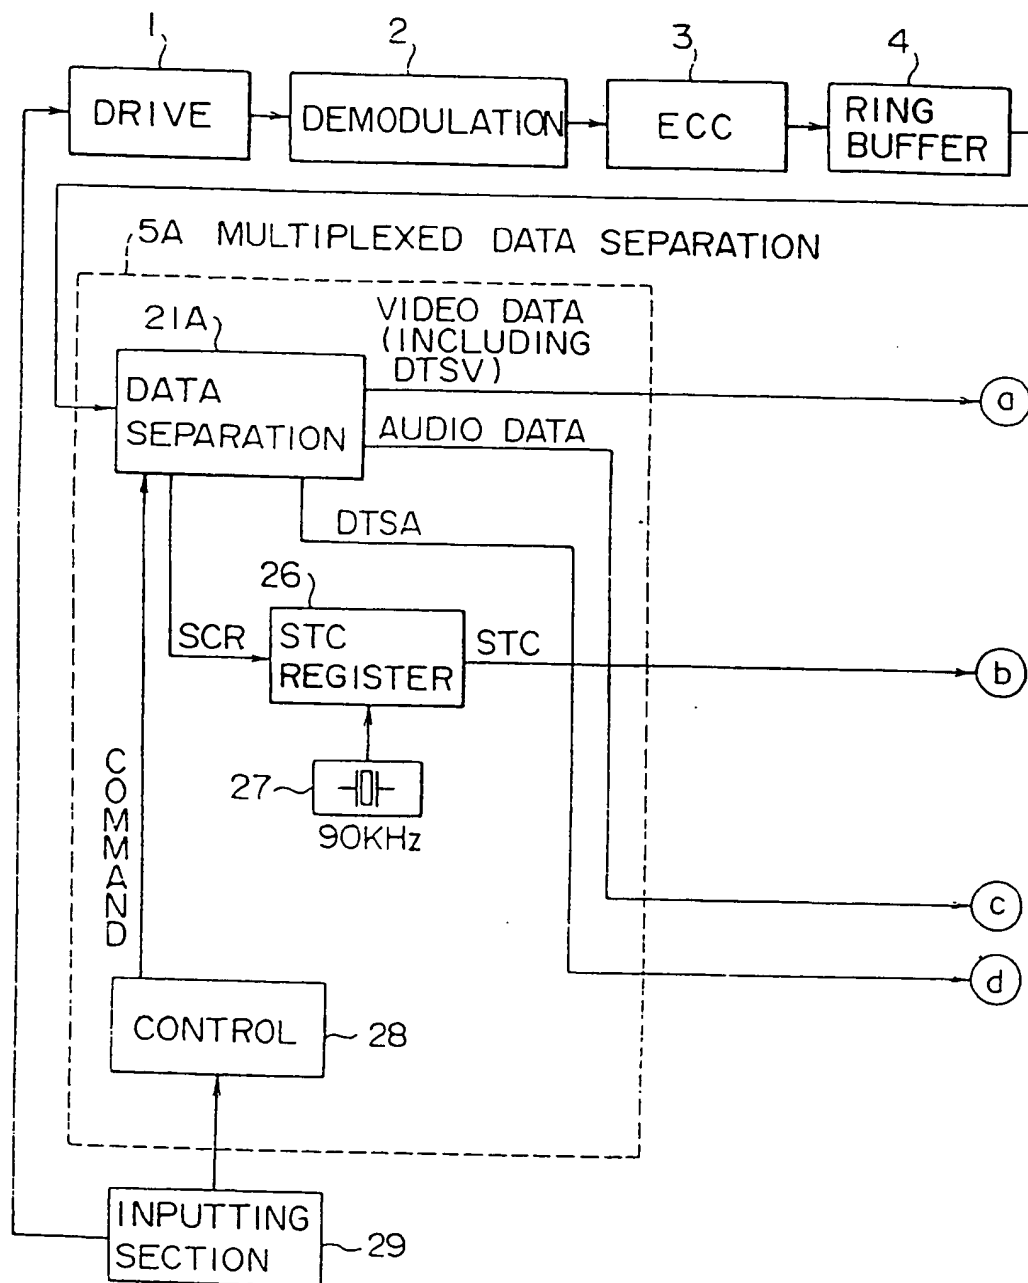 1
2
3
4
DRIVE
DEMODULATION
ECC
RING
BUFFER
5A MULTIPLEXED DATA SEPARATION
21A
VIDEO DATA
(INCLUDING
DTSV)
DATA
SEPARATION
a
AUDIO DATA
DTSA
26
SCR
STC
REGISTER
STC
b
COMMAND
27
90KHz
c
d
CONTROL
28
INPUTTING
SECTION
29